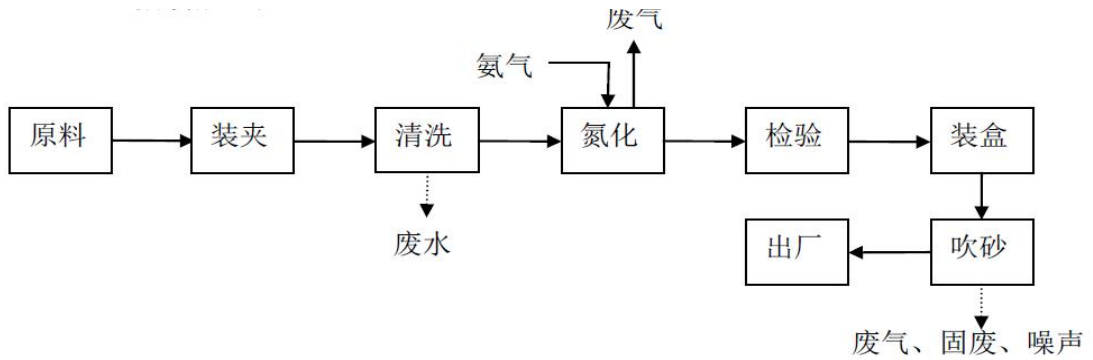 废气
氨气
原料
装夹
清洗
氮化
检验
装盒
废水
出厂
吹砂
废气、固废、噪声